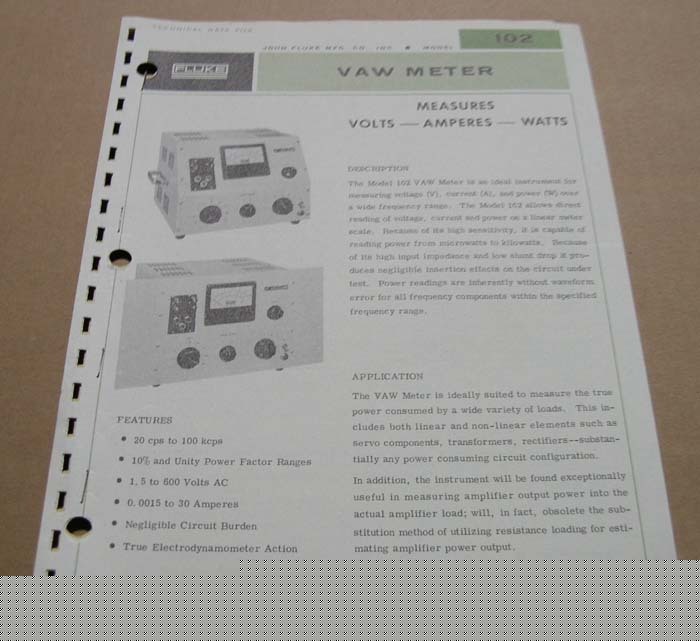 TECHNICAL DATA FOR
JOHN FLUKE MFG. CO., INC. MODEL 102
FLUKE
VAW METER
MEASURES
VOLTS — AMPERES — WATTS
DESCRIPTION
The Model 102 VAW Meter is an ideal instrument for
measuring voltage (V), current (A), and power (W) over
a wide frequency range. The Model 102 allows direct
reading of voltage, current and power on a linear meter
scale. Because of its high sensitivity, it is capable of
reading power from microwatts to kilowatts. Because
of its high input impedance and low shunt drop it pro-
duces negligible insertion effects on the circuit under
test. Power readings are inherently without waveform
error for all frequency components within the specified
frequency range.
APPLICATION
The VAW Meter is ideally suited to measure the true
power consumed by a wide variety of loads. This in-
cludes both linear and non-linear elements such as
servo components, transformers, rectifiers--substan-
tially any power consuming circuit configuration.
In addition, the instrument will be found exceptionally
useful in measuring amplifier output power into the
actual amplifier load; will, in fact, obsolete the sub-
stitution method of utilizing resistance loading for esti-
mating amplifier power output.
FEATURES
• 20 cps to 100 kcps
• 10% and Unity Power Factor Ranges
• 1.5 to 600 Volts AC
• 0.0015 to 30 Amperes
• Negligible Circuit Burden
• True Electrodynamometer Action